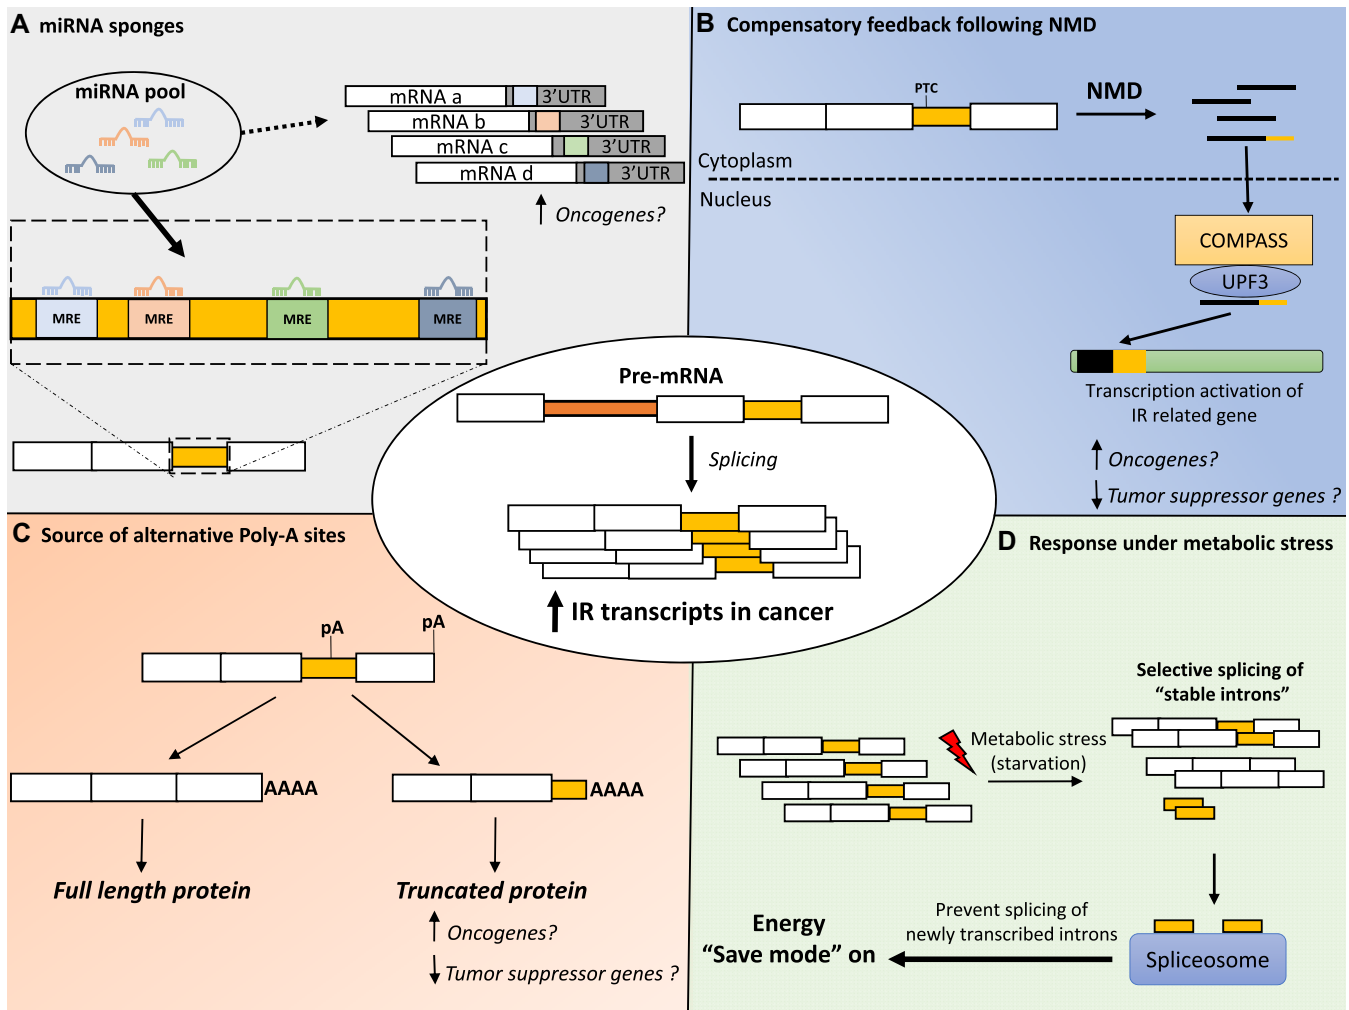 A miRNA sponges
miRNA pool
mRNA a 3'UTR
mRNA b 3'UTR
mRNA c 3'UTR
mRNA d 3'UTR
Oncogenes?
MRE MRE MRE MRE
B Compensatory feedback following NMD
PTC
NMD
Cytoplasm
Nucleus
COMPASS
UPF3
Transcription activation of
IR related gene
Oncogenes?
Tumor suppressor genes ?
Pre-mRNA
Splicing
IR transcripts in cancer
C Source of alternative Poly-A sites
pA
pA
AAAA
AAAA
Full length protein
Truncated protein
Oncogenes?
Tumor suppressor genes ?
D Response under metabolic stress
Selective splicing of
“stable introns”
Metabolic stress
(starvation)
Spliceosome
Prevent splicing of
newly transcribed introns
Energy
“Save mode” on